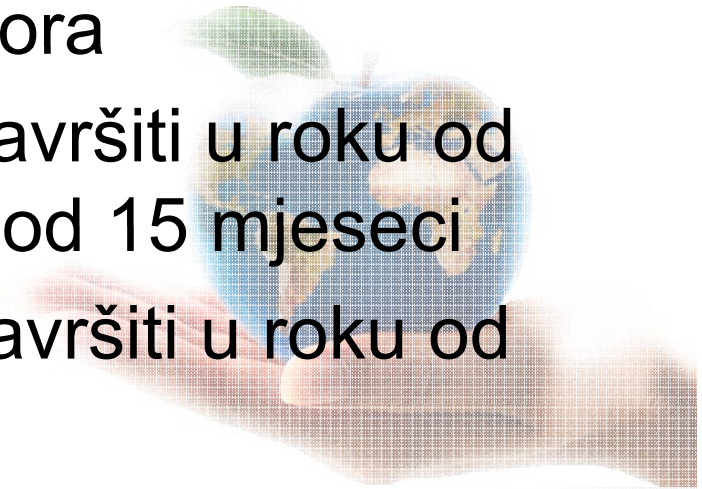 ora
avršiti u roku od
od 15 mjeseci
avršiti u roku od